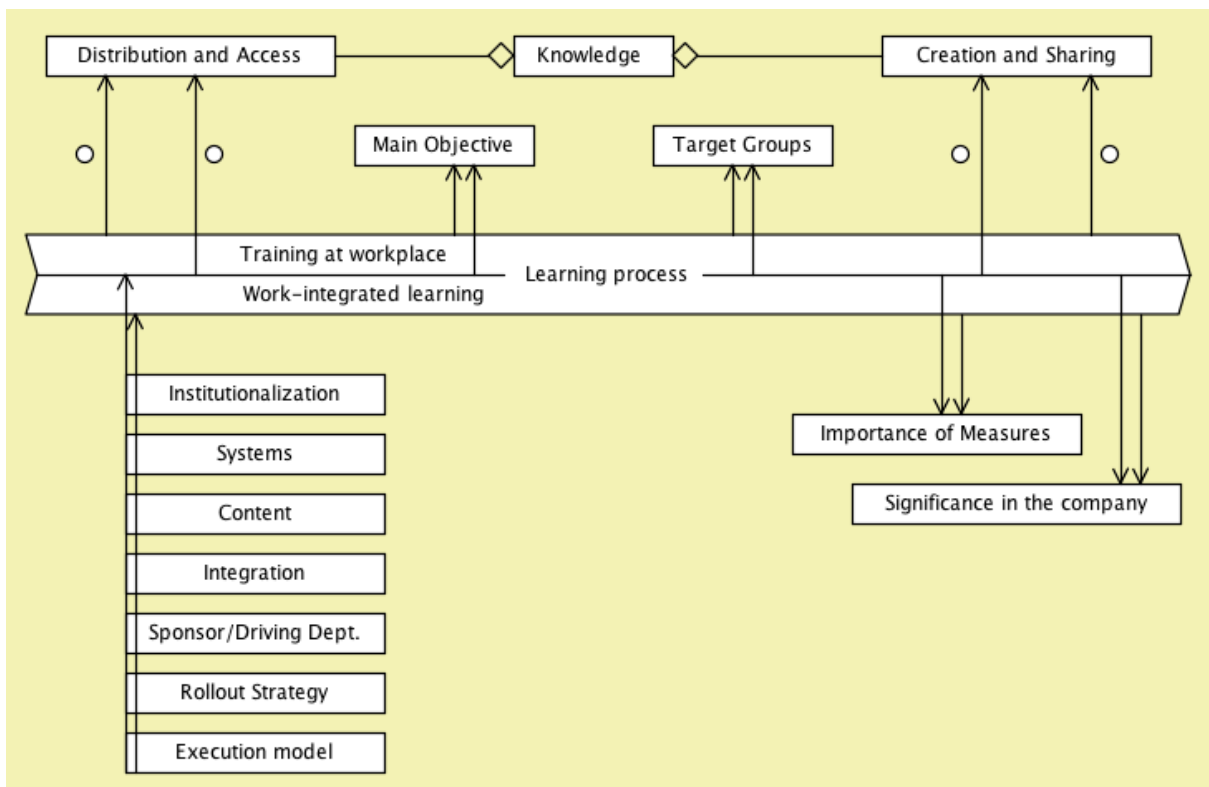 Distribution and Access
Knowledge
Creation and Sharing
Main Objective
Target Groups
Training at workplace
Learning process
Work-integrated learning
Institutionalization
Importance of Measures
Systems
Significance in the company
Content
Integration
Sponsor/Driving Dept.
Rollout Strategy
Execution model